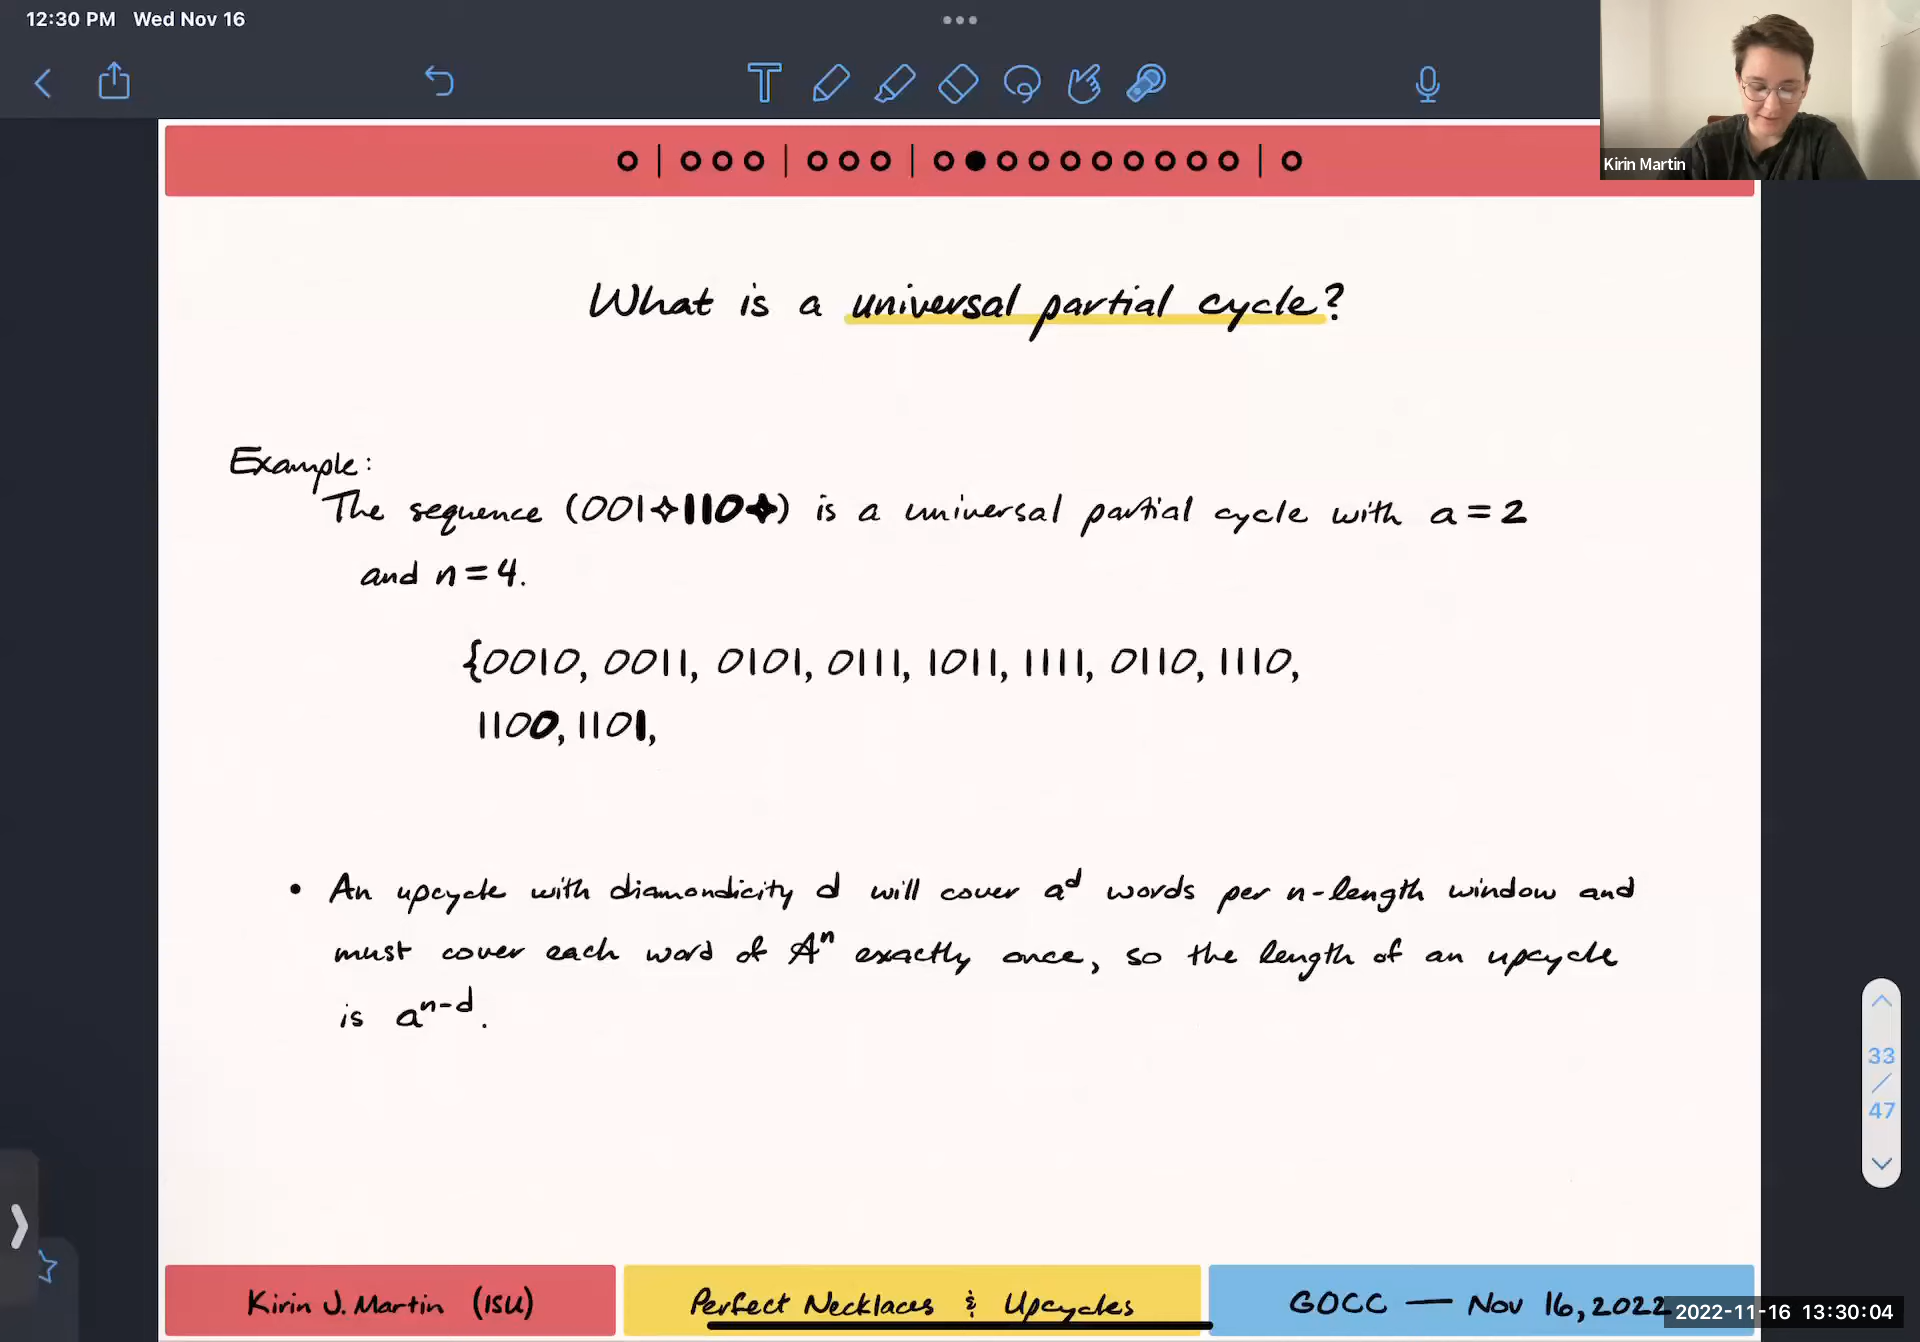 12:30 PM Wed Nov 16
Kirin Martin
What is a universal partial cycle?
Example:
The sequence (001✧110✦) is a universal partial cycle with a = 2
and n = 4.
{0010, 0011, 0101, 0111, 1011, 1111, 0110, 1110,
1100, 1101,
• An upcycle with diamondicity d will cover aᵈ words per n-length window and
must cover each word of Aⁿ exactly once, so the length of an upcycle
is aⁿ⁻ᵈ.
33
/
47
Kirin J. Martin (ISU)
Perfect Necklaces & Upcycles
GOCC — Nov 16, 2022
2022-11-16 13:30:04